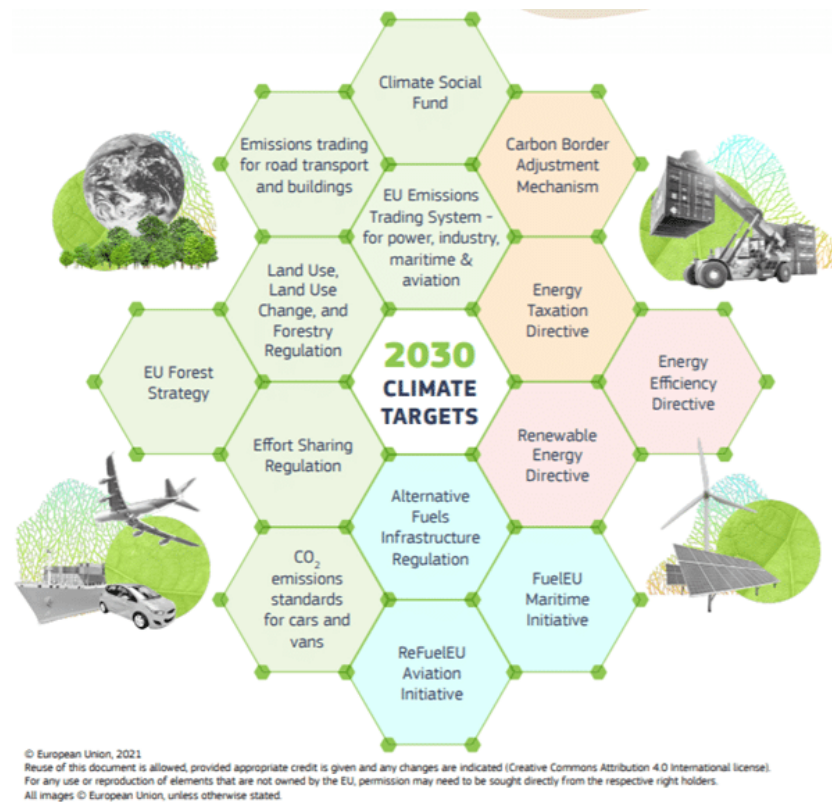 Climate Social
Fund
Emissions trading
for road transport
and buildings
Carbon Border
Adjustment
Mechanism
EU Emissions
Trading System -
for power, industry,
maritime &
aviation
Land Use,
Land Use
Change, and
Forestry
Regulation
Energy
Taxation
Directive
EU Forest
Strategy
2030
CLIMATE
TARGETS
Energy
Efficiency
Directive
Effort Sharing
Regulation
Renewable
Energy
Directive
Alternative
Fuels
Infrastructure
Regulation
CO₂
emissions
standards
for cars and
vans
FuelEU
Maritime
Initiative
ReFuelEU
Aviation
Initiative
© European Union, 2021
Reuse of this document is allowed, provided appropriate credit is given and any changes are indicated (Creative Commons Attribution 4.0 International license).
For any use or reproduction of elements that are not owned by the EU, permission may need to be sought directly from the respective right holders.
All images © European Union, unless otherwise stated.